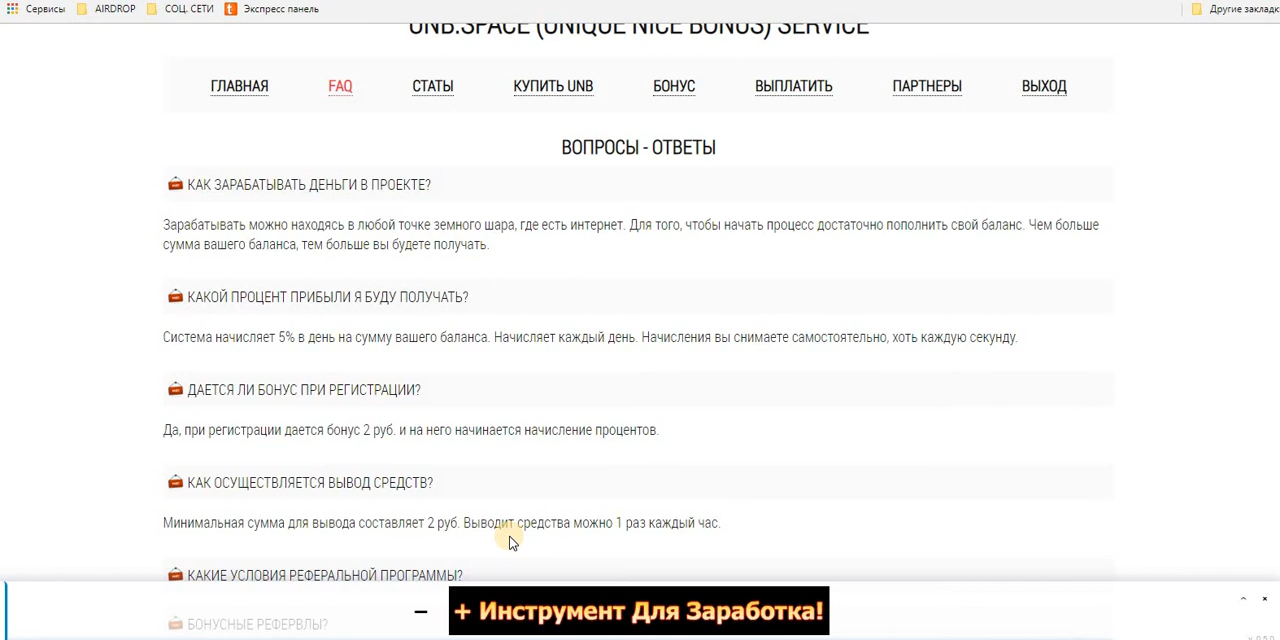 Сервисы AIRDROP СОЦ. СЕТИ Экспресс панель Другие закладк
UNB.SPACE (UNIQUE NICE BONUS) SERVICE
ГЛАВНАЯ FAQ СТАТЫ КУПИТЬ UNB БОНУС ВЫПЛАТИТЬ ПАРТНЕРЫ ВЫХОД
ВОПРОСЫ - ОТВЕТЫ
КАК ЗАРАБАТЫВАТЬ ДЕНЬГИ В ПРОЕКТЕ?
Зарабатывать можно находясь в любой точке земного шара, где есть интернет. Для того, чтобы начать процесс достаточно пополнить свой баланс. Чем больше
сумма вашего баланса, тем больше вы будете получать.
КАКОЙ ПРОЦЕНТ ПРИБЫЛИ Я БУДУ ПОЛУЧАТЬ?
Система начисляет 5% в день на сумму вашего баланса. Начисляет каждый день. Начисления вы снимаете самостоятельно, хоть каждую секунду.
ДАЕТСЯ ЛИ БОНУС ПРИ РЕГИСТРАЦИИ?
Да, при регистрации дается бонус 2 руб. и на него начинается начисление процентов.
КАК ОСУЩЕСТВЛЯЕТСЯ ВЫВОД СРЕДСТВ?
Минимальная сумма для вывода составляет 2 руб. Выводит средства можно 1 раз каждый час.
КАКИЕ УСЛОВИЯ РЕФЕРАЛЬНОЙ ПРОГРАММЫ?
+ Инструмент Для Заработка!
БОНУСНЫЕ РЕФЕРВЛЫ?